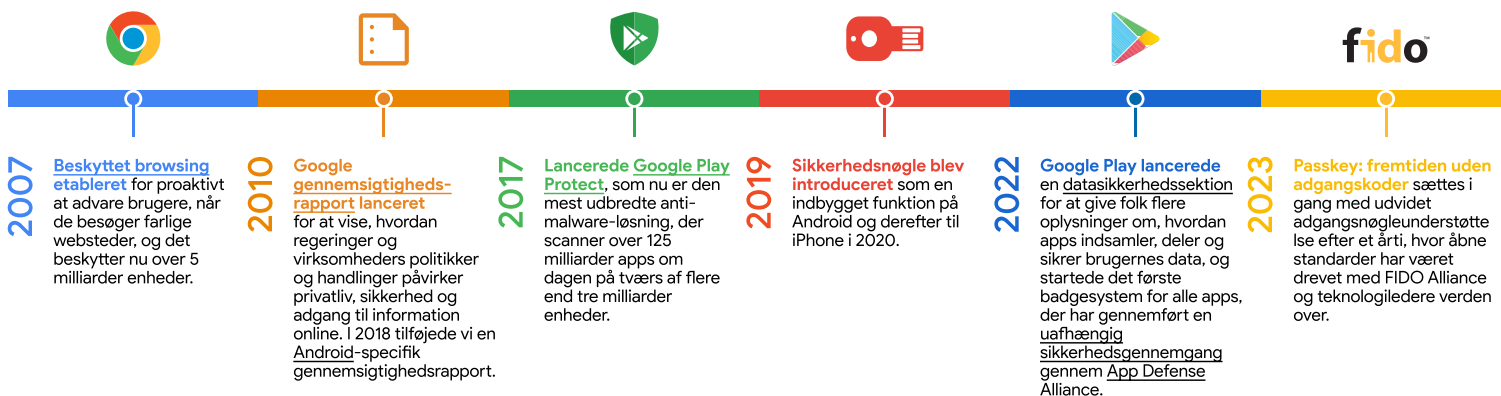 fido
2007
Beskyttet browsing
etableret for proaktivt
at advare brugere, når
de besøger farlige
websteder, og det
beskytter nu over 5
milliarder enheder.
2010
Google
gennemsigtigheds-
rapport lanceret
for at vise, hvordan
regeringer og
virksomheders politikker
og handlinger påvirker
privatliv, sikkerhed og
adgang til information
online. I 2018 tilføjede vi en
Android-specifik
gennemsigtighedsrapport.
2017
Lancerede Google Play
Protect, som nu er den
mest udbredte anti-
malware-løsning, der
scanner over 125
milliarder apps om
dagen på tværs af flere
end tre milliarder
enheder.
2019
Sikkerhedsnøgle blev
introduceret som en
indbygget funktion på
Android og derefter til
iPhone i 2020.
2022
Google Play lancerede
en datasikkerhedssektion
for at give folk flere
oplysninger om, hvordan
apps indsamler, deler og
sikrer brugernes data, og
startede det første
badgesystem for alle apps,
der har gennemført en
uafhængig
sikkerhedsgennemgang
gennem App Defense
Alliance.
2023
Passkey: fremtiden uden
adgangskoder sættes i
gang med udvidet
adgangsnøgleunderstøtte
lse efter et årti, hvor åbne
standarder har været
drevet med FIDO Alliance
og teknologiledere verden
over.